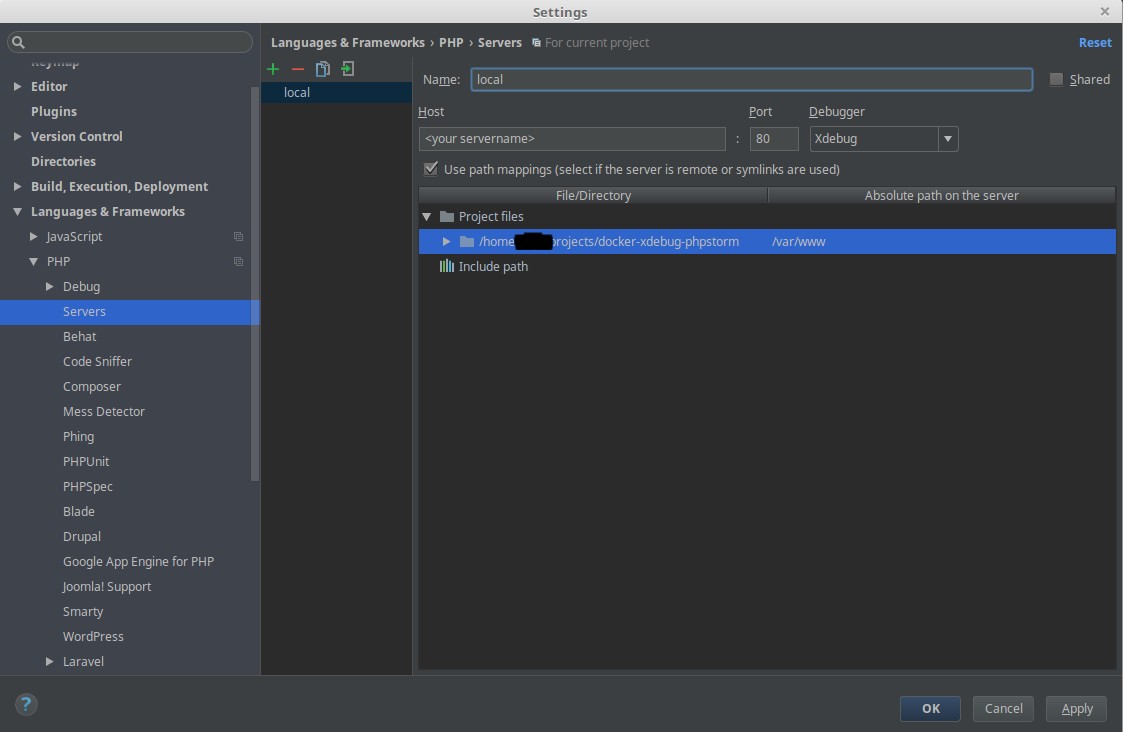 Settings
Keymap
Editor
Plugins
Version Control
Directories
Build, Execution, Deployment
Languages & Frameworks
JavaScript
PHP
Debug
Servers
Behat
Code Sniffer
Composer
Mess Detector
Phing
PHPUnit
PHPSpec
Blade
Drupal
Google App Engine for PHP
Joomla! Support
Smarty
WordPress
Laravel
Languages & Frameworks › PHP › Servers For current project Reset
local
Name: local Shared
Host Port Debugger
<your servername> : 80 Xdebug
Use path mappings (select if the server is remote or symlinks are used)
File/Directory Absolute path on the server
Project files
/home projects/docker-xdebug-phpstorm /var/www
Include path
? OK Cancel Apply